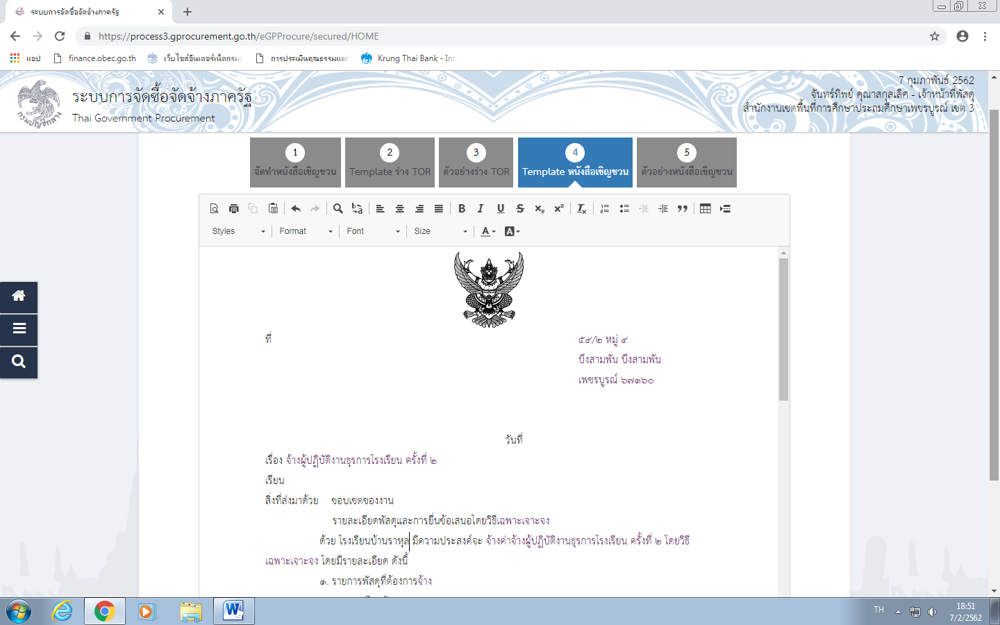 ระบบการจัดซื้อจัดจ้างภาครัฐ
https://process3.gprocurement.go.th/eGPProcure/secured/HOME
แอป finance.obec.go.th เว็บไซต์อินเตอร์เน็ตกรม การประเมินคุณธรรมและ Krung Thai Bank - Int
7 กุมภาพันธ์ 2562
ระบบการจัดซื้อจัดจ้างภาครัฐ
จันทร์ทิพย์ คุณาสกุลเลิศ - เจ้าหน้าที่พัสดุ
Thai Government Procurement
สำนักงานเขตพื้นที่การศึกษาประถมศึกษาเพชรบูรณ์ เขต 3
กรมบัญชีกลาง
1 2 3 4 5
จัดทำหนังสือเชิญชวน Template ร่าง TOR ตัวอย่างร่าง TOR Template หนังสือเชิญชวน ตัวอย่างหนังสือเชิญชวน
Styles Format Font Size
ที่ ๕๔/๒ หมู่ ๔
บึงสามพัน บึงสามพัน
เพชรบูรณ์ ๖๗๑๖๐
วันที่
เรื่อง จ้างผู้ปฏิบัติงานธุรการโรงเรียน ครั้งที่ ๒
เรียน
สิ่งที่ส่งมาด้วย ขอบเขตของงาน
รายละเอียดพัสดุและการยื่นข้อเสนอโดยวิธีเฉพาะเจาะจง
ด้วย โรงเรียนบ้านราหุล มีความประสงค์จะ จ้างค่าจ้างผู้ปฏิบัติงานธุรการโรงเรียน ครั้งที่ ๒ โดยวิธี
เฉพาะเจาะจง โดยมีรายละเอียด ดังนี้
๑. รายการพัสดุที่ต้องการจ้าง
TH 18:51
7/2/2562